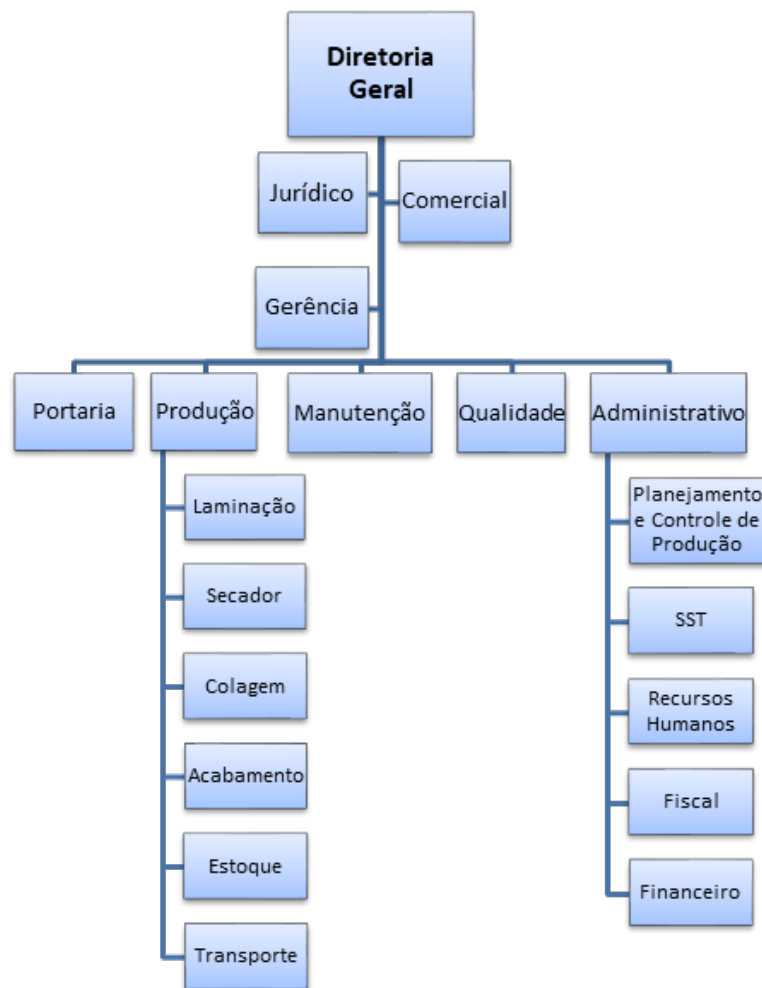 Diretoria
Geral
Jurídico
Comercial
Gerência
Portaria
Produção
Manutenção
Qualidade
Administrativo
Laminação
Secador
Colagem
Acabamento
Estoque
Transporte
Planejamento
e Controle de
Produção
SST
Recursos
Humanos
Fiscal
Financeiro